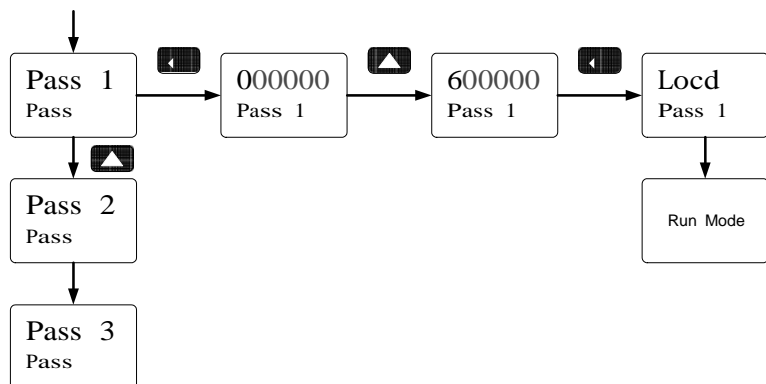 Pass 1
Pass
000000
Pass 1
600000
Pass 1
Locd
Pass 1
Pass 2
Pass
Run Mode
Pass 3
Pass